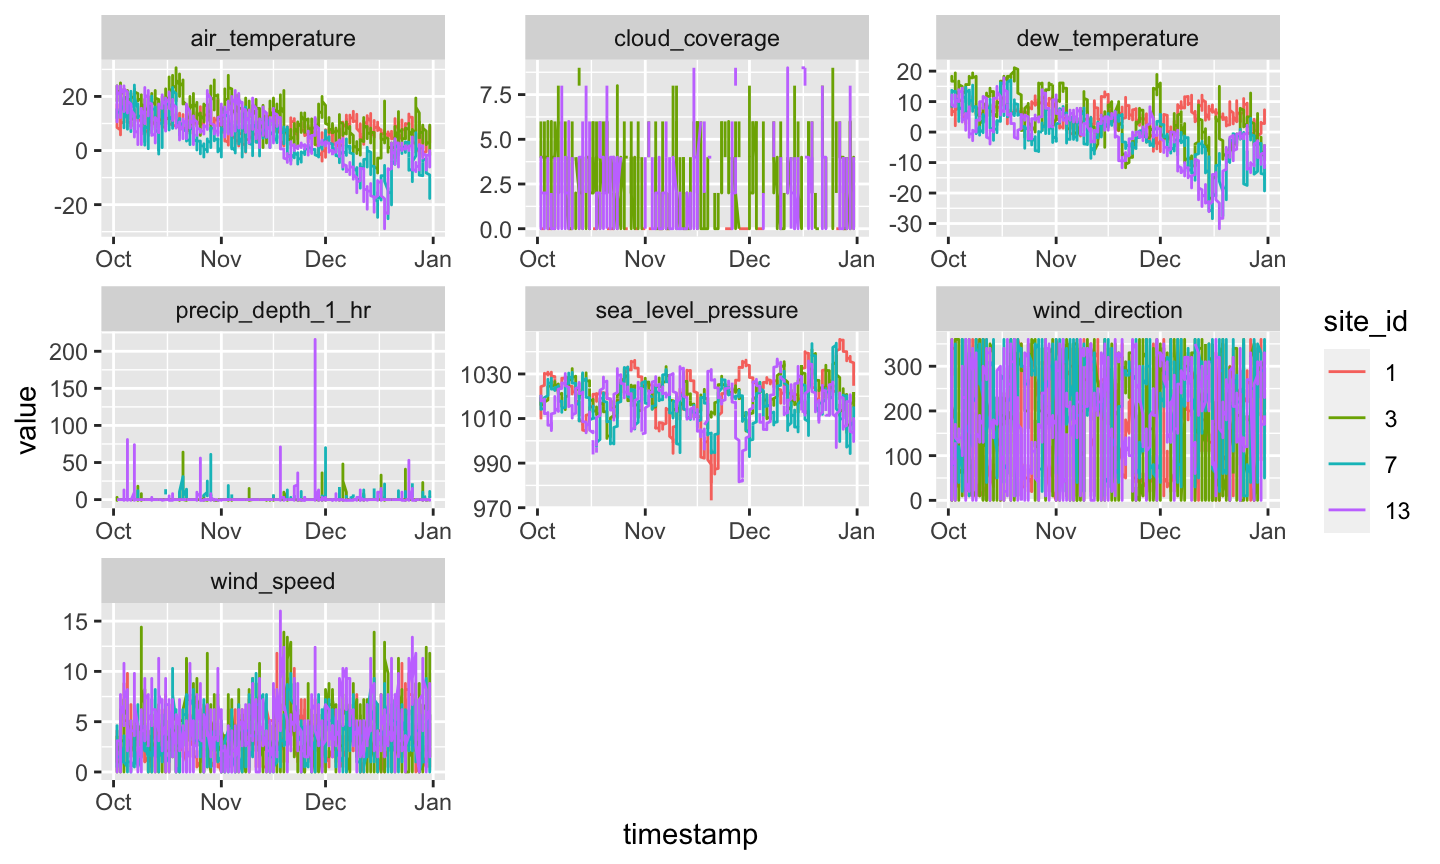 air_temperature
cloud_coverage
dew_temperature
20
0
-20
7.5
5.0
2.5
0.0
20
10
0
-10
-20
-30
Oct Nov Dec Jan
Oct Nov Dec Jan
Oct Nov Dec Jan
precip_depth_1_hr
sea_level_pressure
wind_direction
200
150
100
50
0
1030
1010
990
970
300
200
100
0
Oct Nov Dec Jan
Oct Nov Dec Jan
Oct Nov Dec Jan
wind_speed
15
10
5
0
Oct Nov Dec Jan
value
timestamp
site_id
1
3
7
13